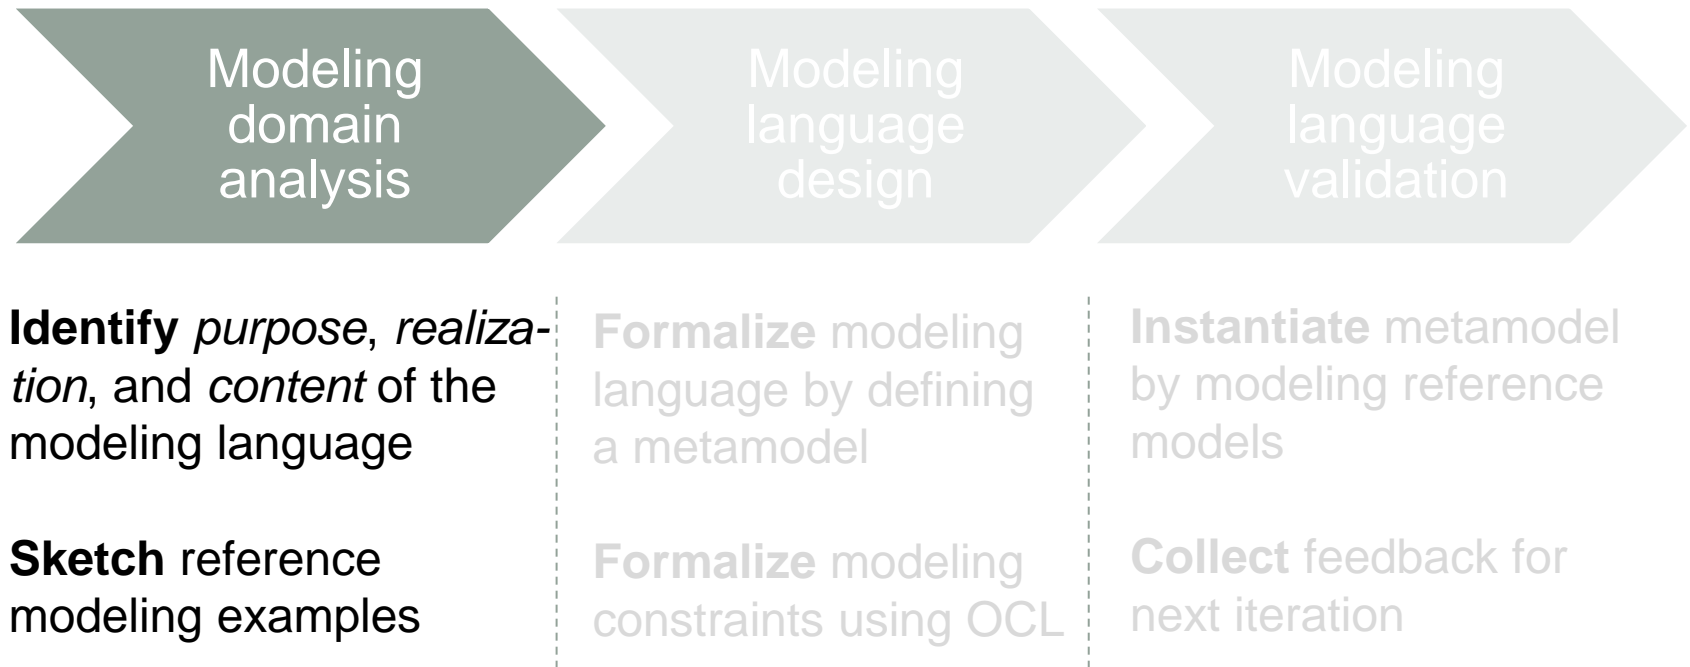 Modeling
domain
analysis
Modeling
language
design
Modeling
language
validation
Identify purpose, realiza-
tion, and content of the
modeling language
Sketch reference
modeling examples
Formalize modeling
language by defining
a metamodel
Formalize modeling
constraints using OCL
Instantiate metamodel
by modeling reference
models
Collect feedback for
next iteration